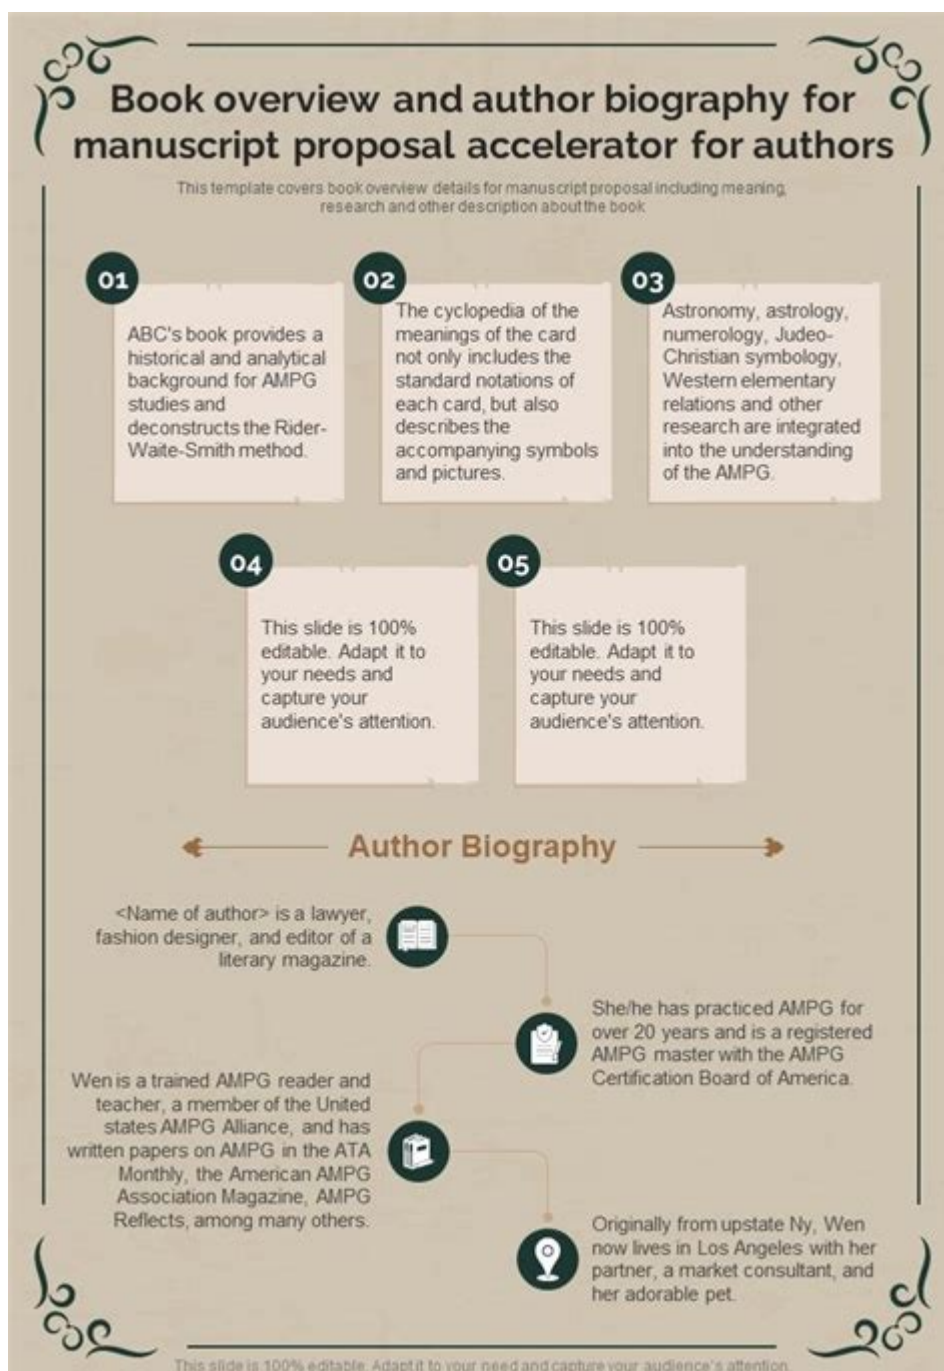 Book overview and author biography for
manuscript proposal accelerator for authors
This template covers book overview details for manuscript proposal including meaning,
research and other description about the book
01
ABC's book provides a
historical and analytical
background for AMPG
studies and
deconstructs the Rider-
Waite-Smith method.
02
The cyclopedia of the
meanings of the card
not only includes the
standard notations of
each card, but also
describes the
accompanying symbols
and pictures.
03
Astronomy, astrology,
numerology, Judeo-
Christian symbology,
Western elementary
relations and other
research are integrated
into the understanding
of the AMPG.
04
This slide is 100%
editable. Adapt it to
your needs and
capture your
audience's attention.
05
This slide is 100%
editable. Adapt it to
your needs and
capture your
audience's attention.
Author Biography
<Name of author> is a lawyer,
fashion designer, and editor of a
literary magazine.
She/he has practiced AMPG for
over 20 years and is a registered
AMPG master with the AMPG
Certification Board of America.
Wen is a trained AMPG reader and
teacher, a member of the United
states AMPG Alliance, and has
written papers on AMPG in the ATA
Monthly, the American AMPG
Association Magazine, AMPG
Reflects, among many others.
Originally from upstate Ny, Wen
now lives in Los Angeles with her
partner, a market consultant, and
her adorable pet.
This slide is 100% editable. Adapt it to your need and capture your audience's attention.